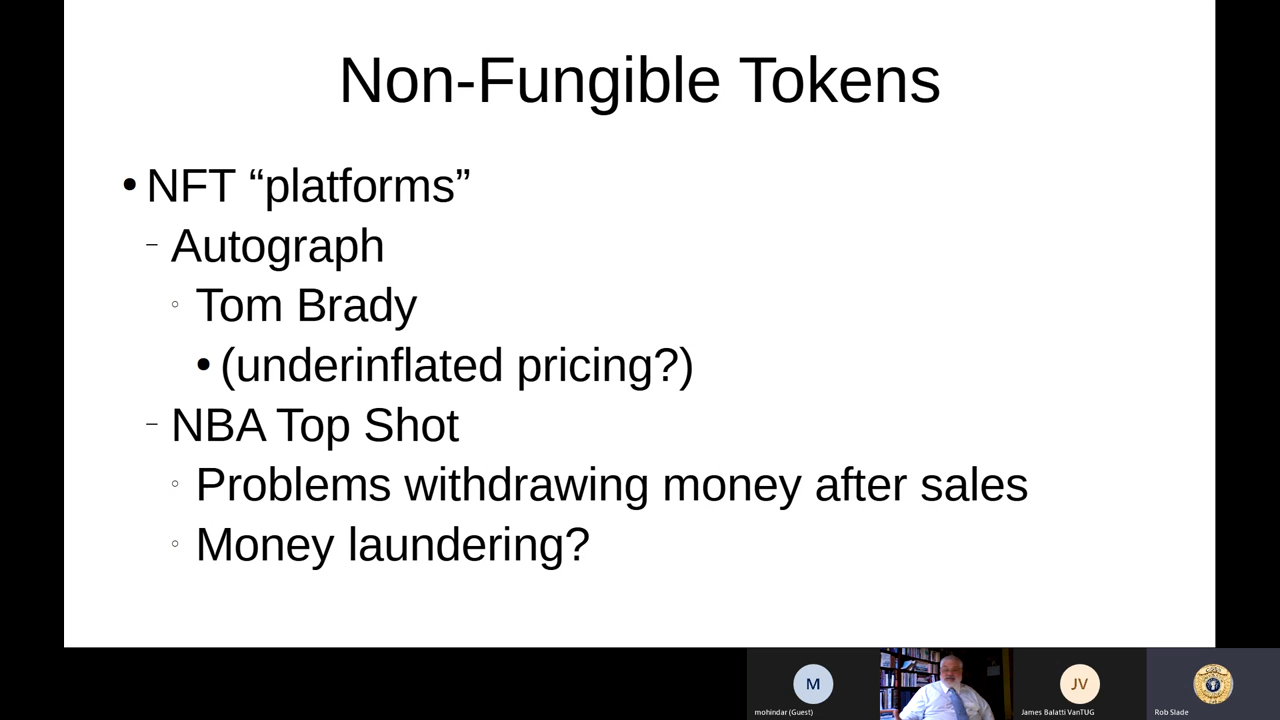 Non-Fungible Tokens
• NFT “platforms”
– Autograph
○ Tom Brady
• (underinflated pricing?)
– NBA Top Shot
○ Problems withdrawing money after sales
○ Money laundering?
M
JV
mohindar (Guest)
James Balatti VanTUG
Rob Slade